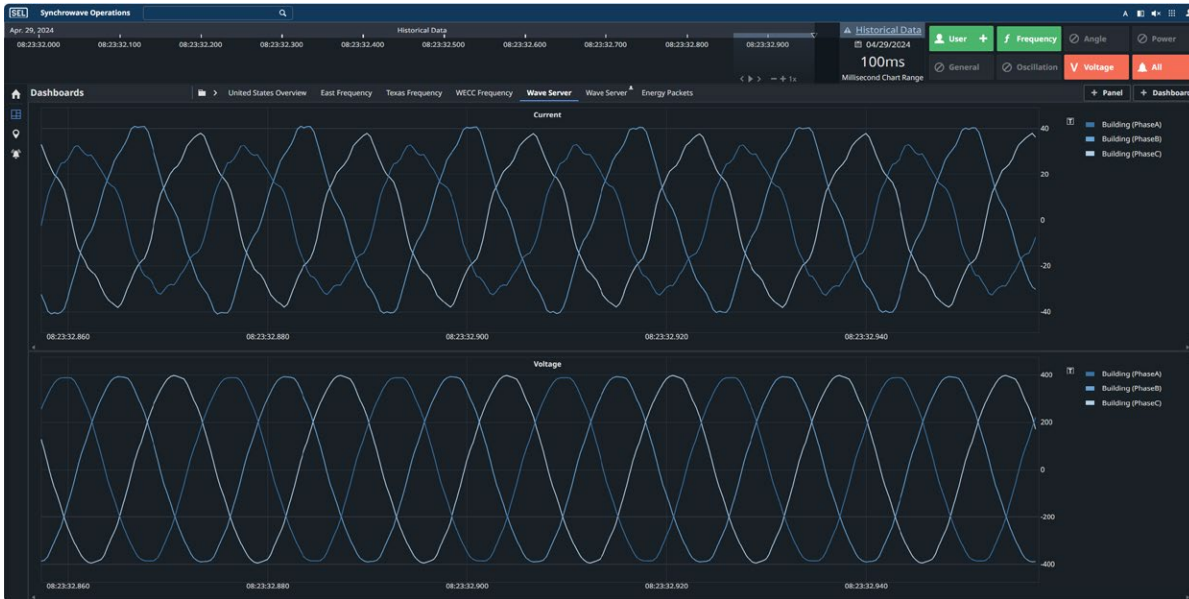 SEL Synchrowave Operations
A
Apr. 29, 2024 Historical Data
08:23:32.000 08:23:32.100 08:23:32.200 08:23:32.300 08:23:32.400 08:23:32.500 08:23:32.600 08:23:32.700 08:23:32.800 08:23:32.900
1x
Historical Data
04/29/2024
100ms
Millisecond Chart Range
User + Frequency Angle Power
General Oscillation Voltage All
Dashboards United States Overview East Frequency Texas Frequency WECC Frequency Wave Server Wave Server Energy Packets + Panel + Dashboard
Current
40
20
0
-20
-40
Building (PhaseA)
Building (PhaseB)
Building (PhaseC)
08:23:32.860 08:23:32.880 08:23:32.900 08:23:32.920 08:23:32.940
Voltage
400
200
0
-200
-400
Building (PhaseA)
Building (PhaseB)
Building (PhaseC)
08:23:32.860 08:23:32.880 08:23:32.900 08:23:32.920 08:23:32.940